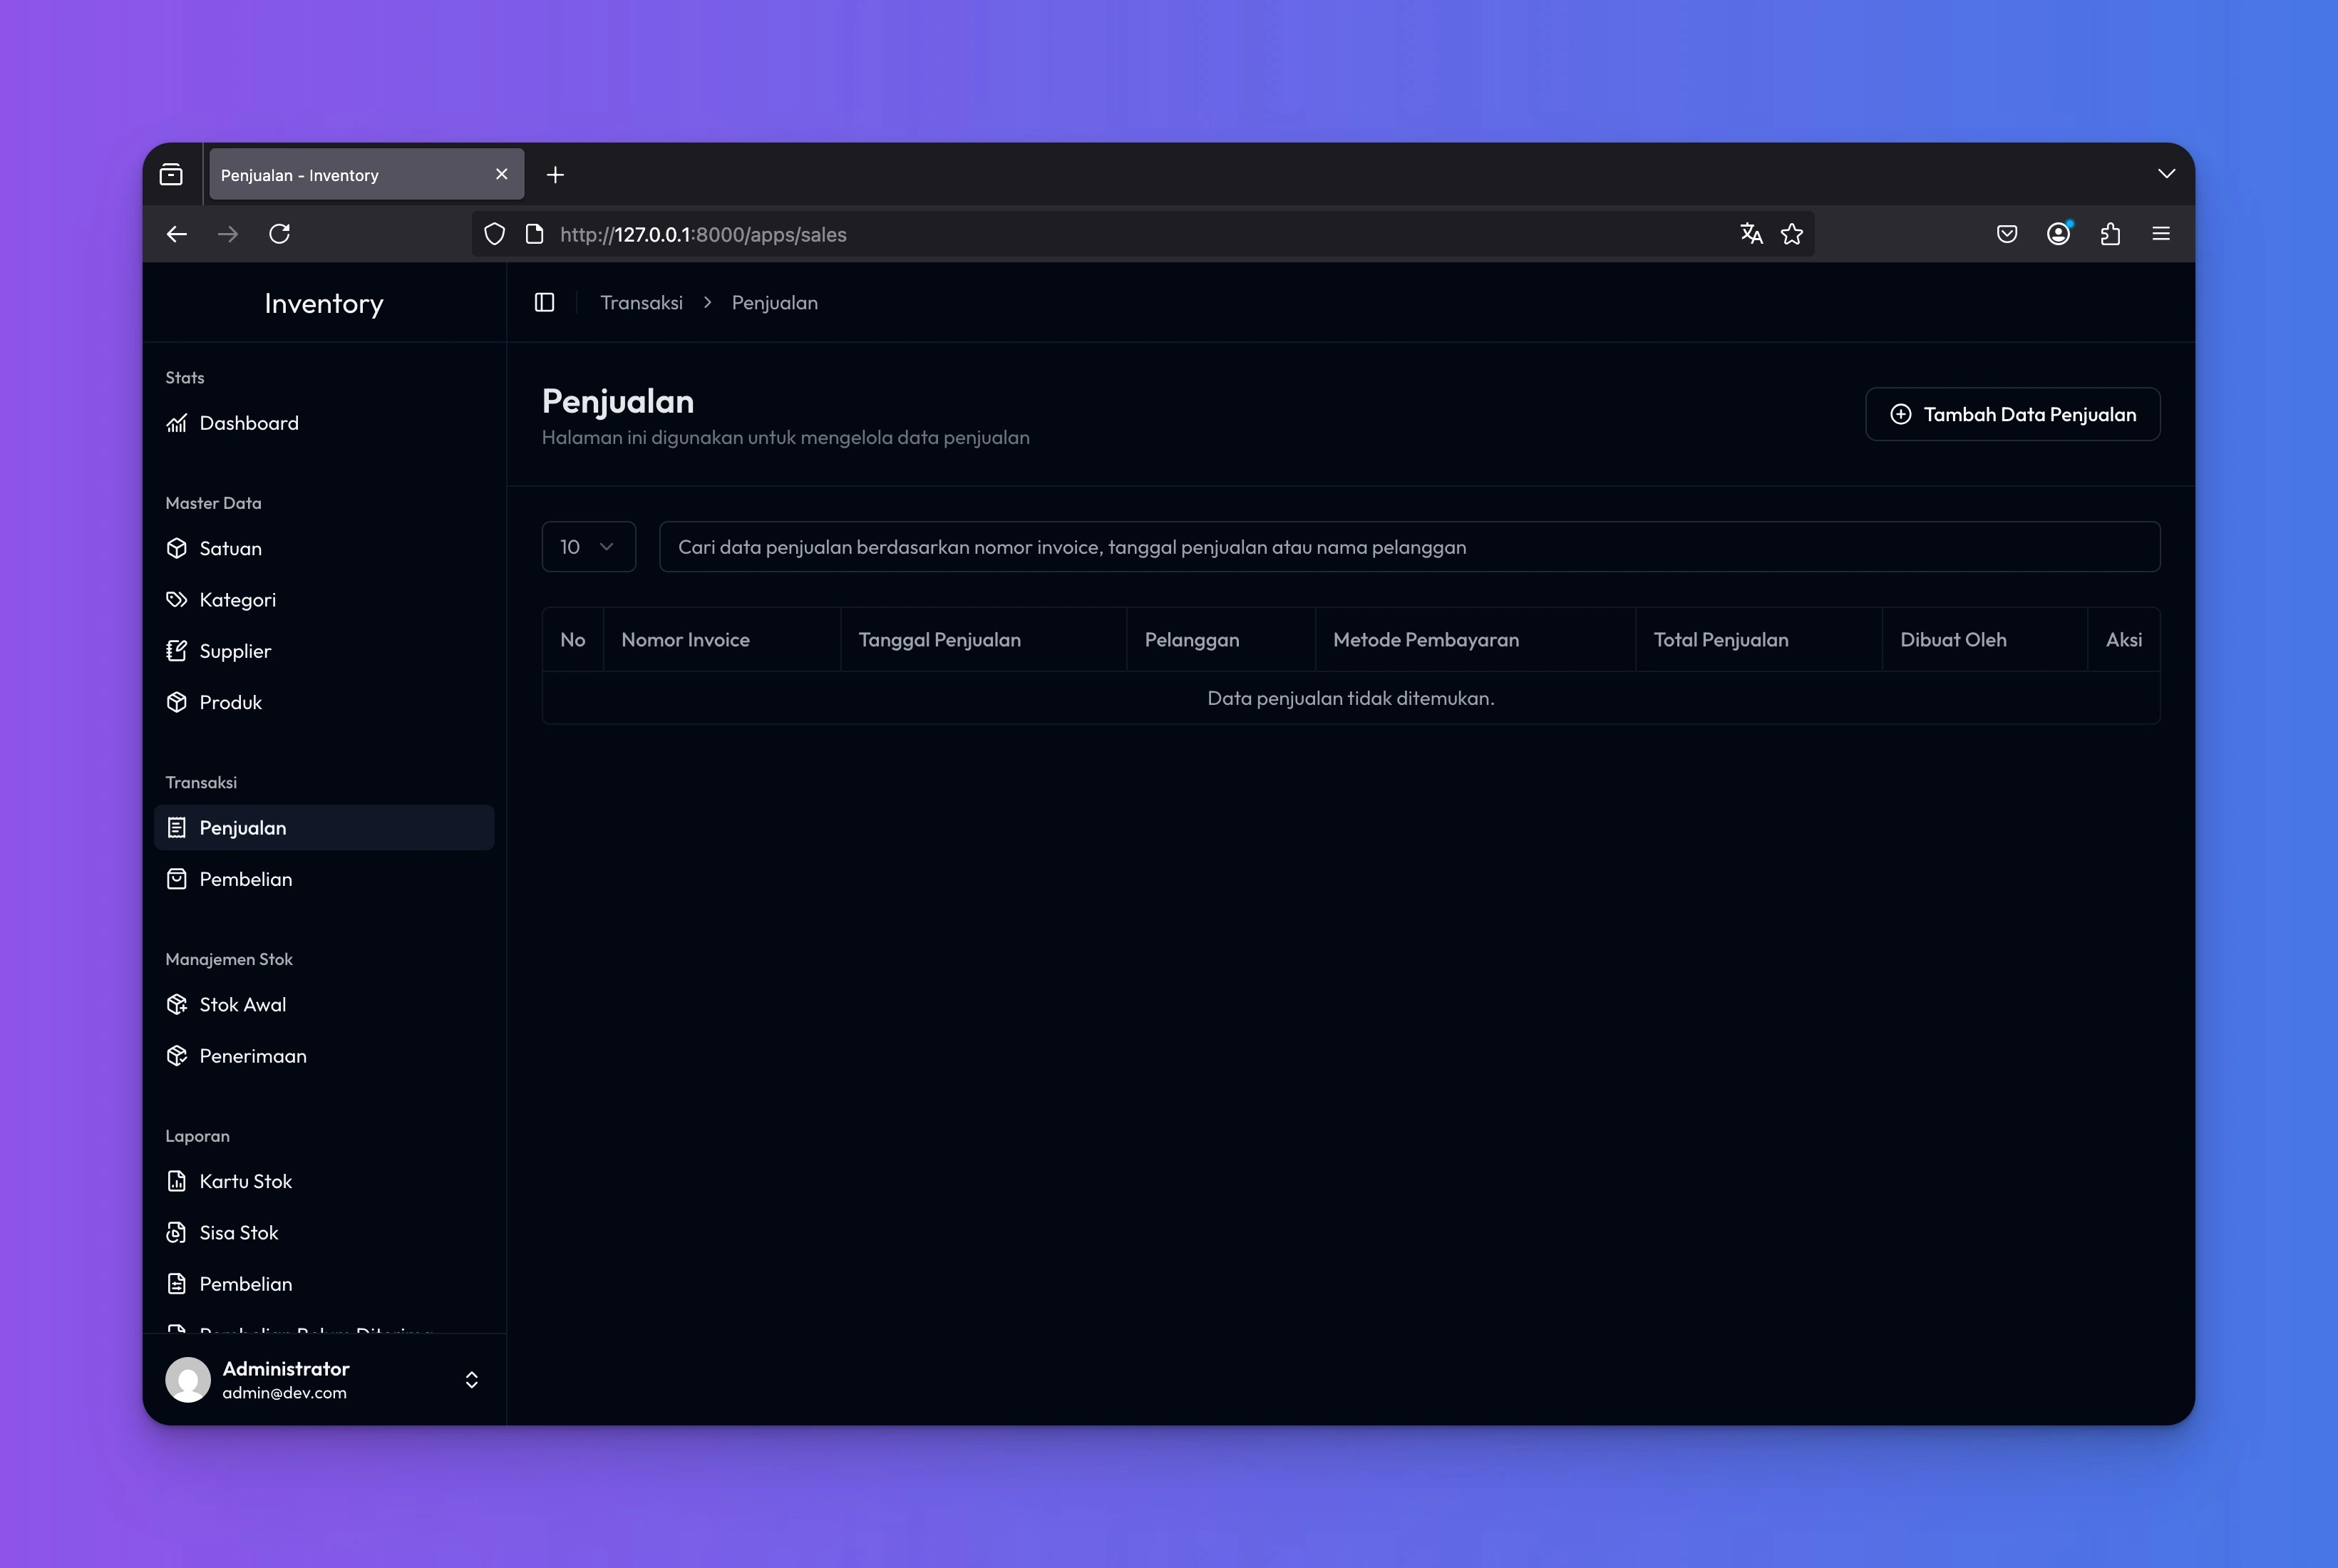 Penjualan - Inventory
http://127.0.0.1:8000/apps/sales
Inventory
Transaksi
Penjualan
Stats
Dashboard
Master Data
Satuan
Kategori
Supplier
Produk
Transaksi
Penjualan
Pembelian
Manajemen Stok
Stok Awal
Penerimaan
Laporan
Kartu Stok
Sisa Stok
Pembelian
Pembelian Belum Diterima
Administrator
admin@dev.com
Penjualan
Halaman ini digunakan untuk mengelola data penjualan
Tambah Data Penjualan
10
Cari data penjualan berdasarkan nomor invoice, tanggal penjualan atau nama pelanggan
No Nomor Invoice Tanggal Penjualan Pelanggan Metode Pembayaran Total Penjualan Dibuat Oleh Aksi
Data penjualan tidak ditemukan.